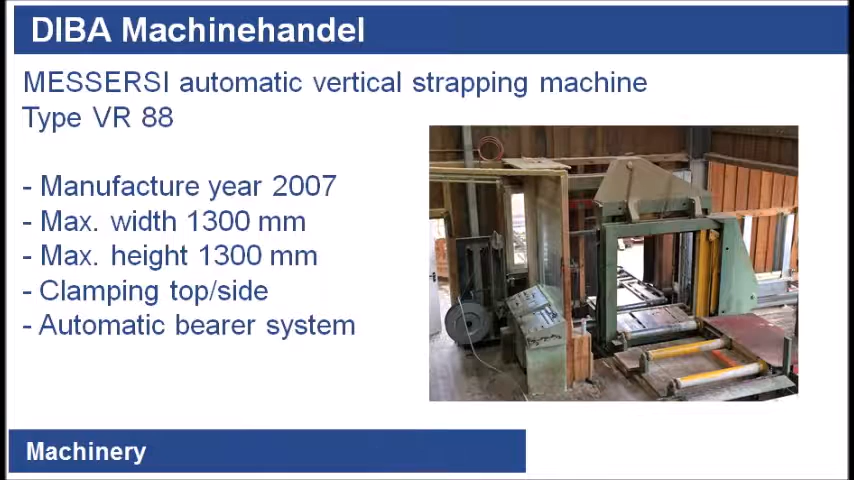 DIBA Machinehandel
MESSERSI automatic vertical strapping machine
Type VR 88
- Manufacture year 2007
- Max. width 1300 mm
- Max. height 1300 mm
- Clamping top/side
- Automatic bearer system
Machinery